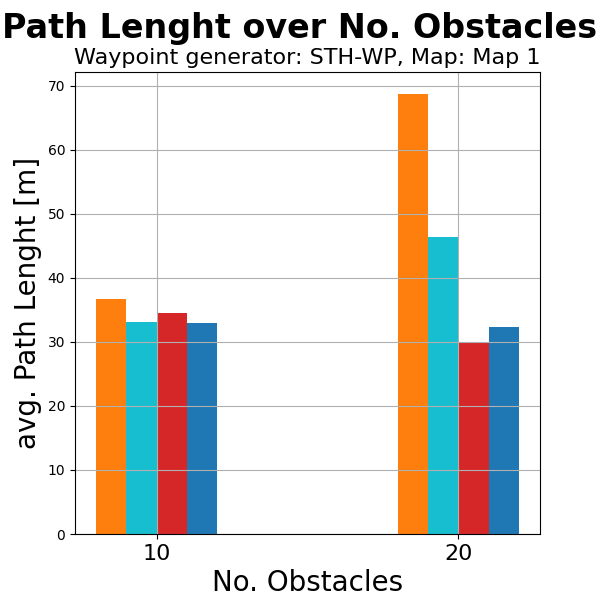 Path Lenght over No. Obstacles
Waypoint generator: STH-WP, Map: Map 1
avg. Path Lenght [m]
70
60
50
40
30
20
10
0
10 20
No. Obstacles